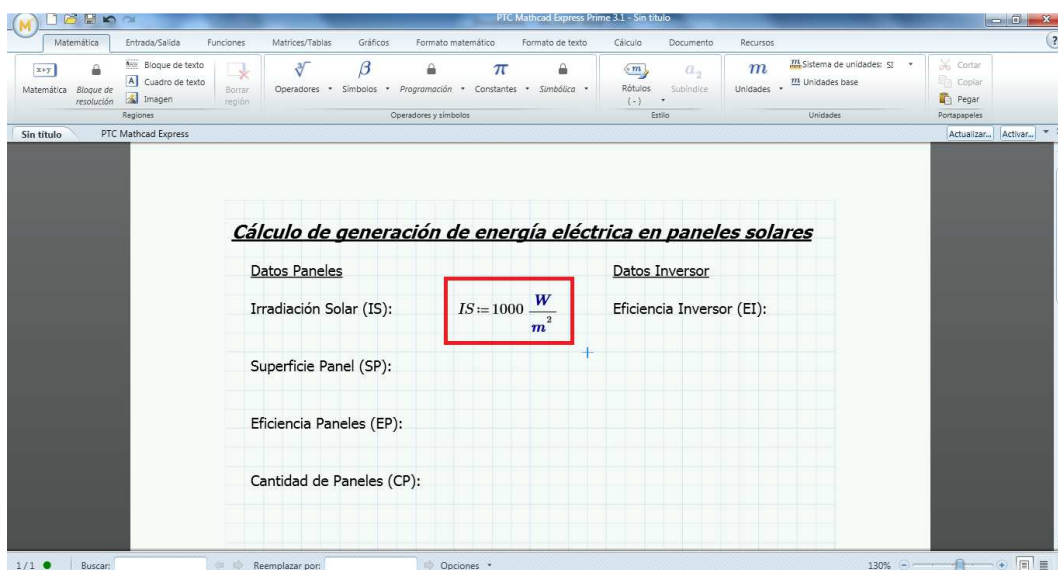 PTC Mathcad Express Prime 3.1 - Sin título
Matemática Entrada/Salida Funciones Matrices/Tablas Gráficos Formato matemático Formato de texto Cálculo Documento Recursos
Matemática
Bloque de resolución
Bloque de texto
Cuadro de texto
Imagen
Borrar región
Regiones
Operadores Símbolos Programación Constantes Simbólica
Operadores y símbolos
Rótulos (-)
Subíndice
Estilo
Unidades
Sistema de unidades: SI
Unidades base
Unidades
Cortar
Copiar
Pegar
Portapapeles
Sin título PTC Mathcad Express Actualizar... Activar...
Cálculo de generación de energía eléctrica en paneles solares
Datos Paneles Datos Inversor
Irradiación Solar (IS): IS:=1000 W/m² Eficiencia Inversor (EI):
Superficie Panel (SP):
Eficiencia Paneles (EP):
Cantidad de Paneles (CP):
1/1 Buscar: Reemplazar por: Opciones 130%